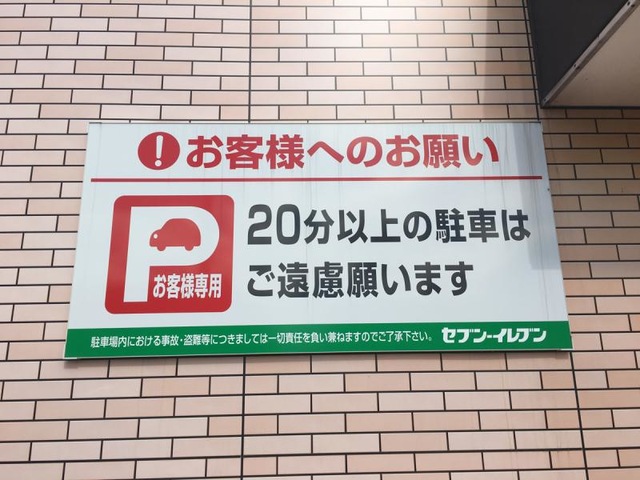 お客様へのお願い
P
お客様専用
20分以上の駐車は
ご遠慮願います
駐車場内における事故・盗難等につきましては一切責任を負い兼ねますのでご了承下さい。 セブン-イレブン